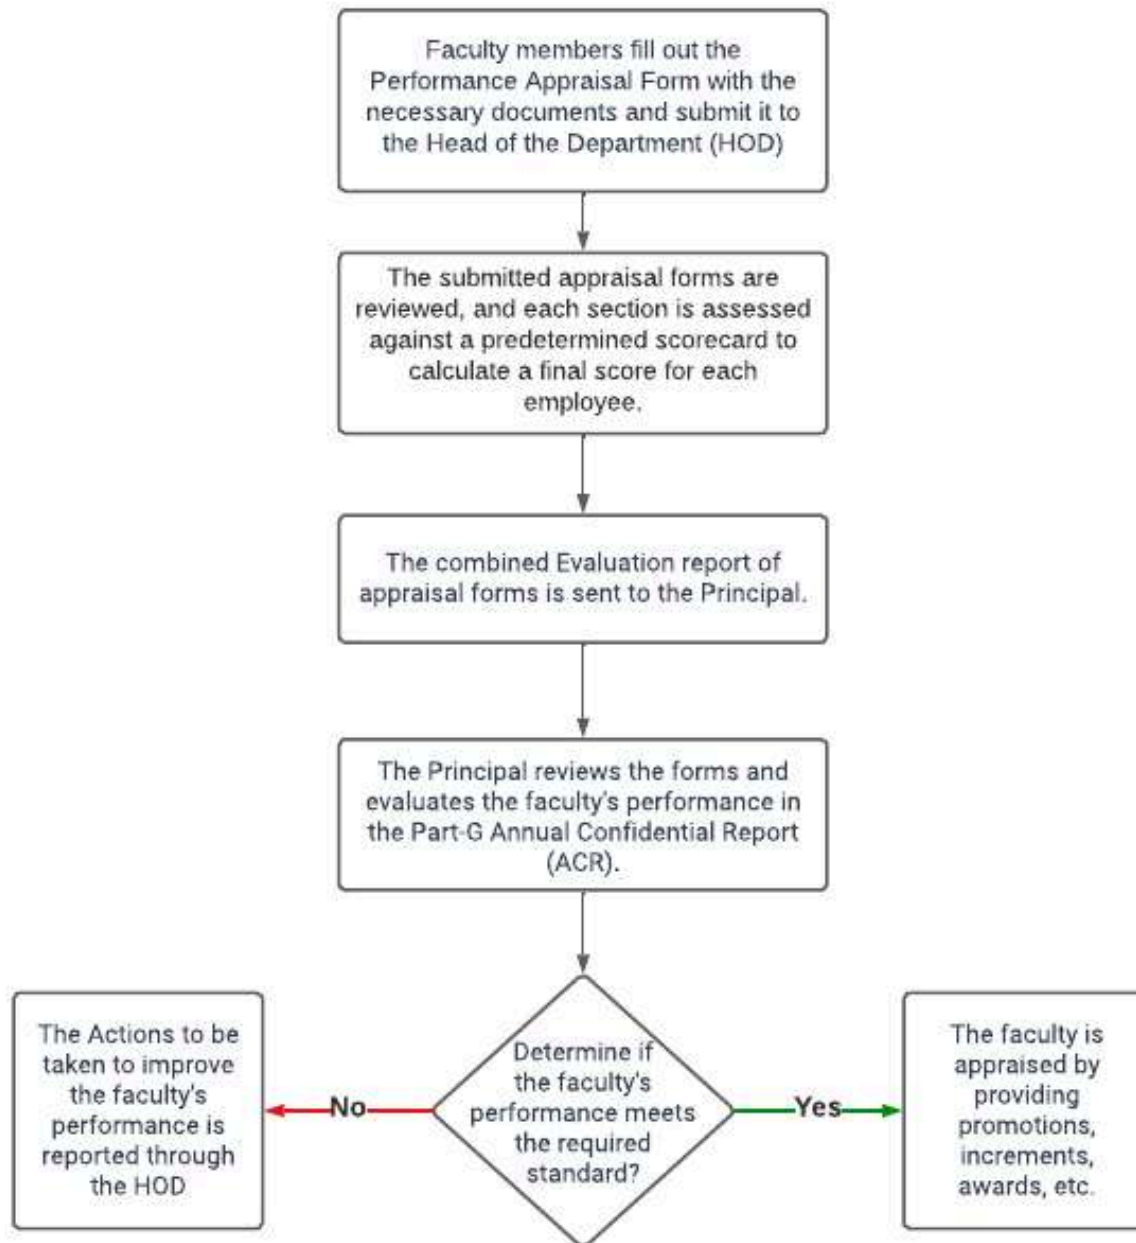 Faculty members fill out the
Performance Appraisal Form with the
necessary documents and submit it to
the Head of the Department (HOD)
The submitted appraisal forms are
reviewed, and each section is assessed
against a predetermined scorecard to
calculate a final score for each
employee.
The combined Evaluation report of
appraisal forms is sent to the Principal.
The Principal reviews the forms and
evaluates the faculty's performance in
the Part-G Annual Confidential Report
(ACR).
The Actions to be
taken to improve
the faculty's
performance is
reported through
the HOD
No
Determine if
the faculty's
performance meets
the required
standard?
Yes
The faculty is
appraised by
providing
promotions,
increments,
awards, etc.